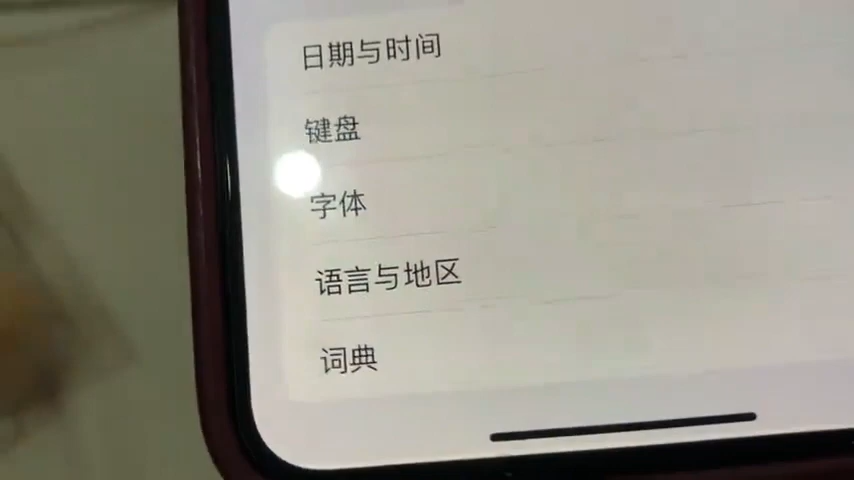 日期与时间
键盘
字体
语言与地区
词典